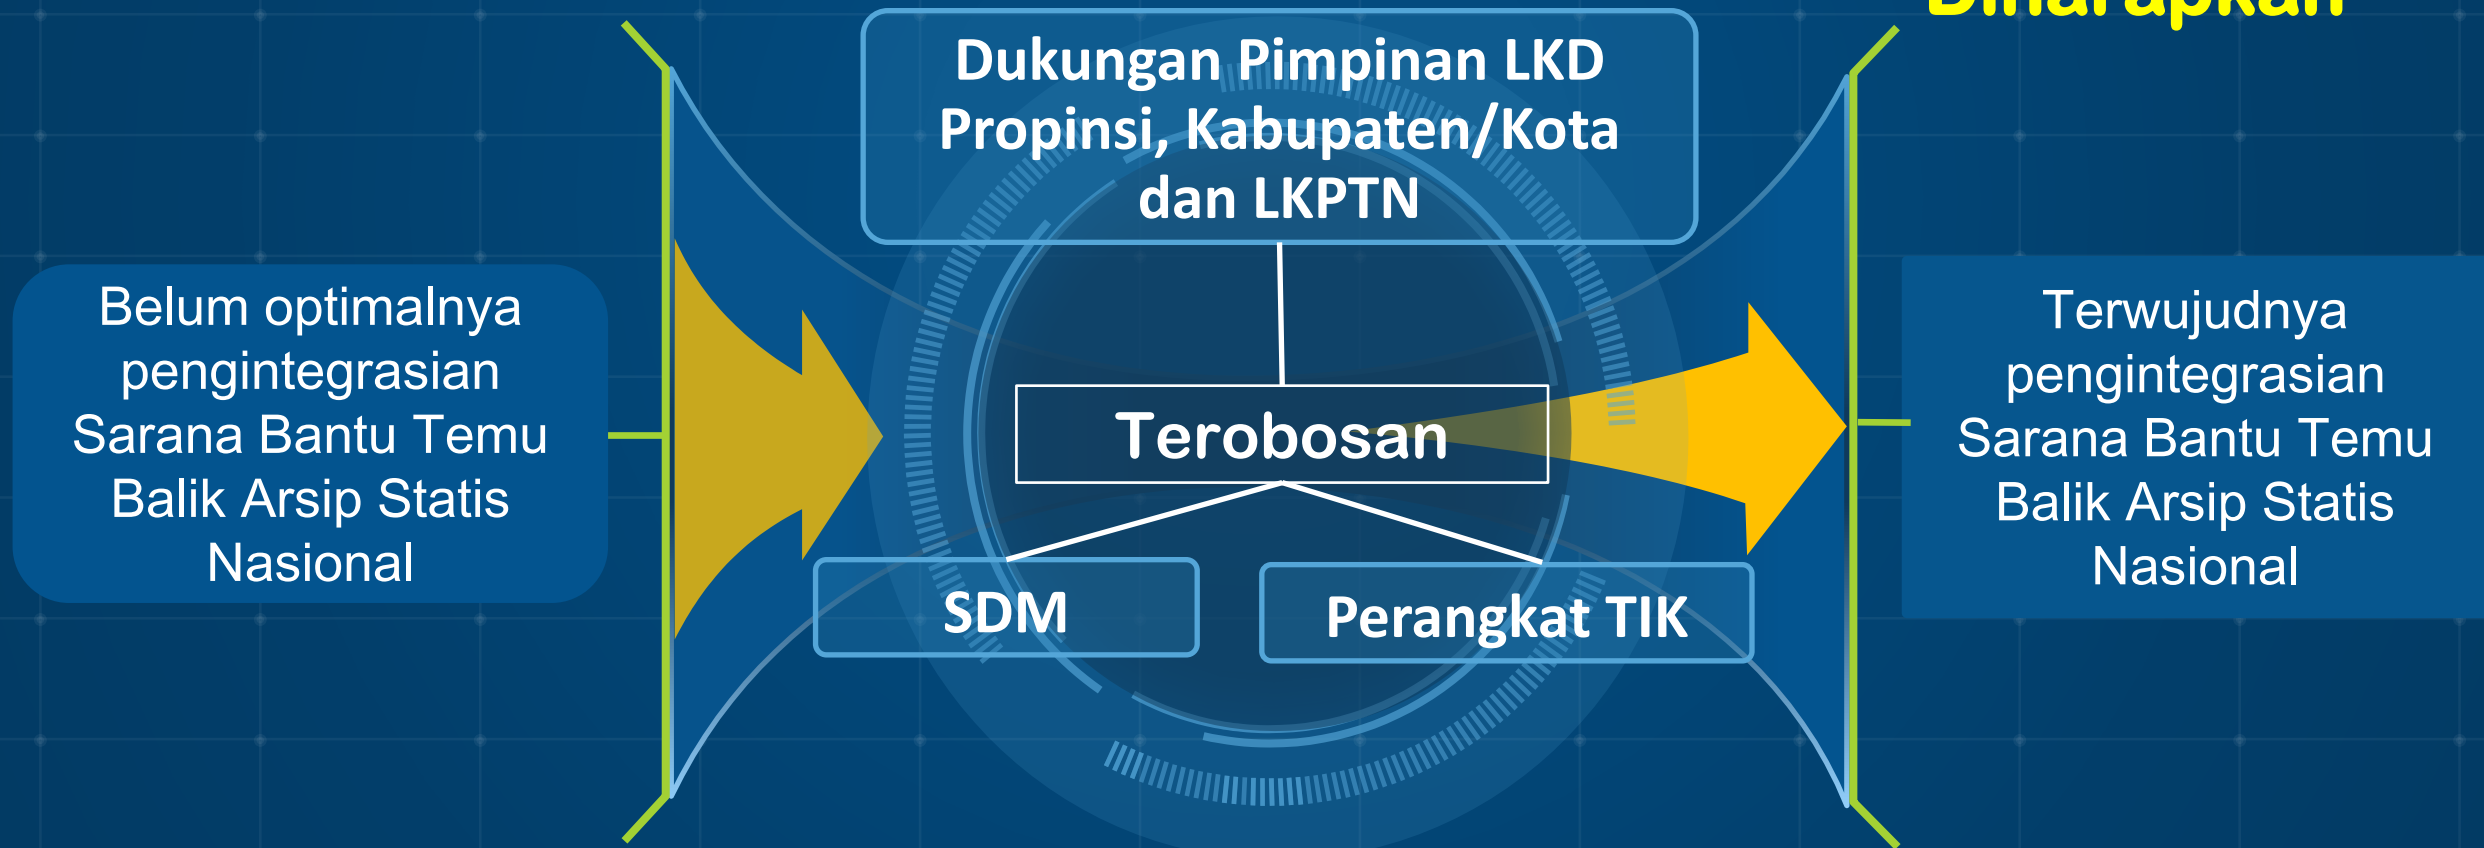 Diharapkan
Dukungan Pimpinan LKD
Propinsi, Kabupaten/Kota
dan LKPTN
Belum optimalnya
pengintegrasian
Sarana Bantu Temu
Balik Arsip Statis
Nasional
Terobosan
SDM
Perangkat TIK
Terwujudnya
pengintegrasian
Sarana Bantu Temu
Balik Arsip Statis
Nasional